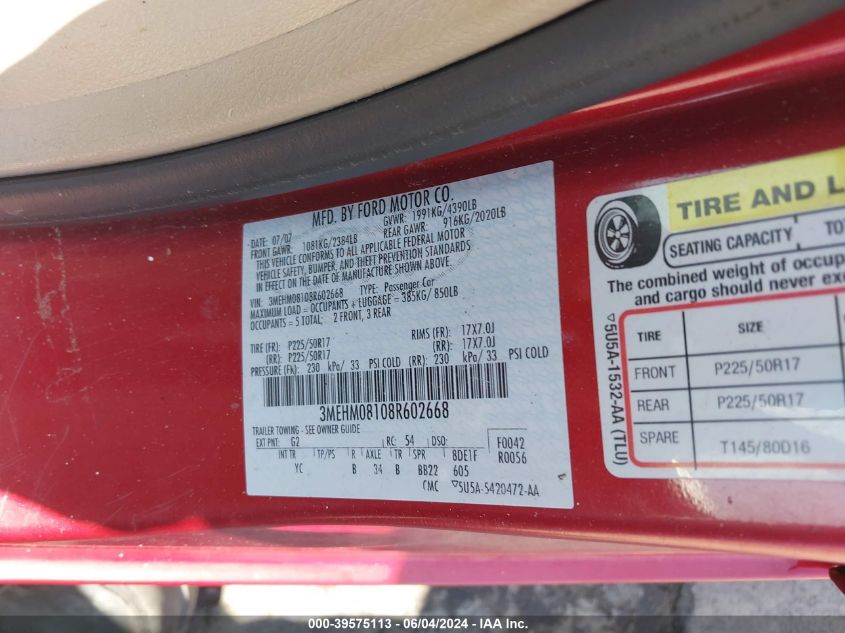 MFD. BY FORD MOTOR CO.
DATE: 07/07 GVWR: 1991KG/4390LB
FRONT GAWR: 1081KG/2384LB REAR GAWR: 916KG/2020LB
THIS VEHICLE CONFORMS TO ALL APPLICABLE FEDERAL MOTOR
VEHICLE SAFETY, BUMPER, AND THEFT PREVENTION STANDARDS
IN EFFECT ON THE DATE OF MANUFACTURE SHOWN ABOVE
VIN: 3MEHM08108R602668 TYPE: Passenger Car
MAXIMUM LOAD = OCCUPANTS + LUGGAGE = 385KG/ 850LB
OCCUPANTS = 5 TOTAL: 2 FRONT, 3 REAR
TIRE (FR): P225/50R17 RIMS (FR): 17X7.0J
(RR): P225/50R17 (RR): 17X7.0J
PRESSURE (FR): 230 kPa/ 33 PSI COLD (RR): 230 kPa/ 33 PSI COLD
3MEHM08108R602668
TRAILER TOWING - SEE OWNER GUIDE
EXT PNT: G2 RC: 54 DSO: F0042
INT TR TP/PS R AXLE TR SPR BDE1F R0056
YC B 34 B BB22 605
CMC ▽5U5A-5420472-AA
TIRE AND L
SEATING CAPACITY TO
The combined weight of occup
and cargo should never exc
TIRE SIZE
FRONT P225/50R17
REAR P225/50R17
SPARE T145/80D16
▽5U5A-1532-AA (TLU)
000-39575113 - 06/04/2024 - IAAI.com